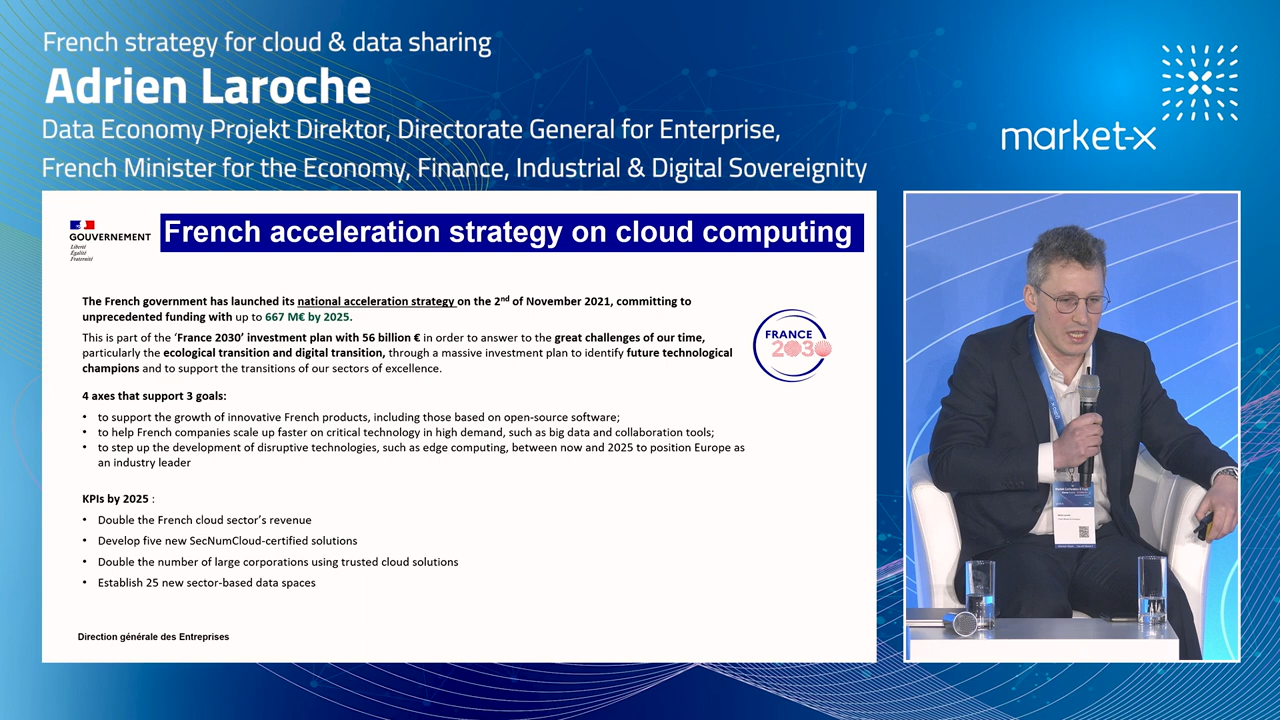 French strategy for cloud & data sharing
Adrien Laroche
Data Economy Projekt Direktor, Directorate General for Enterprise,
French Minister for the Economy, Finance, Industrial & Digital Sovereignity
market-x
GOUVERNEMENT
Liberté
Égalité
Fraternité
French acceleration strategy on cloud computing
The French government has launched its national acceleration strategy on the 2nd of November 2021, committing to
unprecedented funding with up to 667 M€ by 2025.
This is part of the ‘France 2030’ investment plan with 56 billion € in order to answer to the great challenges of our time,
particularly the ecological transition and digital transition, through a massive investment plan to identify future technological
champions and to support the transitions of our sectors of excellence.
FRANCE
2030
4 axes that support 3 goals:
• to support the growth of innovative French products, including those based on open-source software;
• to help French companies scale up faster on critical technology in high demand, such as big data and collaboration tools;
• to step up the development of disruptive technologies, such as edge computing, between now and 2025 to position Europe as
an industry leader
KPIs by 2025 :
• Double the French cloud sector’s revenue
• Develop five new SecNumCloud-certified solutions
• Double the number of large corporations using trusted cloud solutions
• Establish 25 new sector-based data spaces
Direction générale des Entreprises